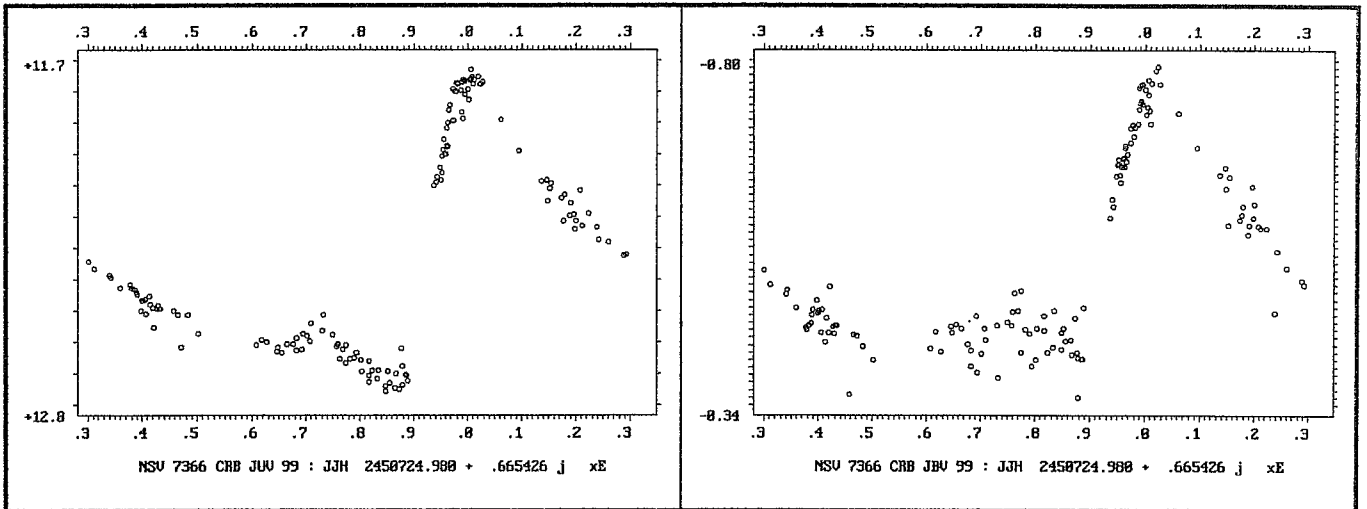 .3 .4 .5 .6 .7 .8 .9 .0 .1 .2 .3
+11.7
+12.8
.3 .4 .5 .6 .7 .8 .9 .0 .1 .2 .3
NSV 7366 CRB JUV 99 : JJH 2450724.980 + .665426 j xE
.3 .4 .5 .6 .7 .8 .9 .0 .1 .2 .3
-0.80
-0.34
.3 .4 .5 .6 .7 .8 .9 .0 .1 .2 .3
NSV 7366 CRB JBV 99 : JJH 2450724.980 + .665426 j xE